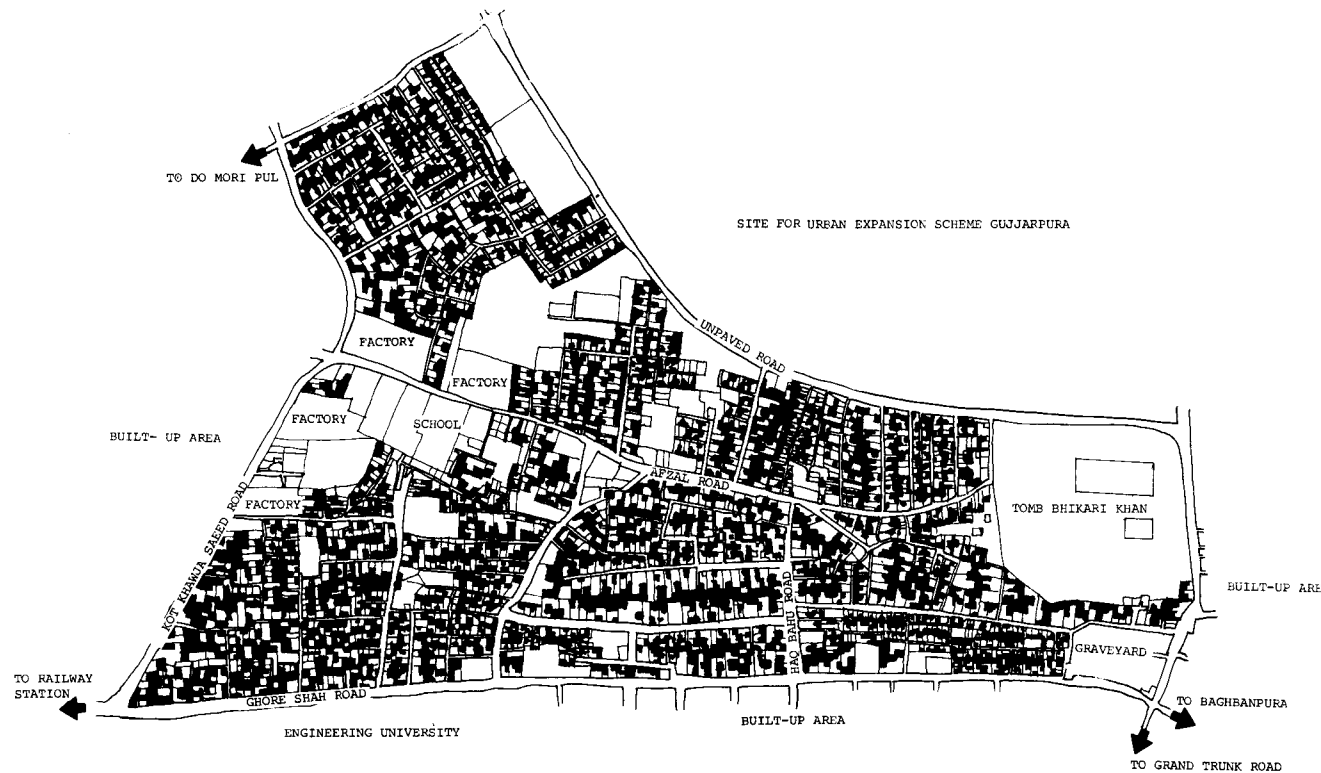 TO DO MORI PUL
SITE FOR URBAN EXPANSION SCHEME GUJJARPURA
UNPAVED ROAD
FACTORY
FACTORY
FACTORY
SCHOOL
BUILT- UP AREA
AFZAL ROAD
FACTORY
TOMB BHIKARI KHAN
KOT KHAWJA SAEED ROAD
BUILT-UP ARE
HAQ BAHU ROAD
GRAVEYARD
TO RAILWAY
STATION
GHORE SHAH ROAD
TO BAGHBANPURA
BUILT-UP AREA
ENGINEERING UNIVERSITY
TO GRAND TRUNK ROAD